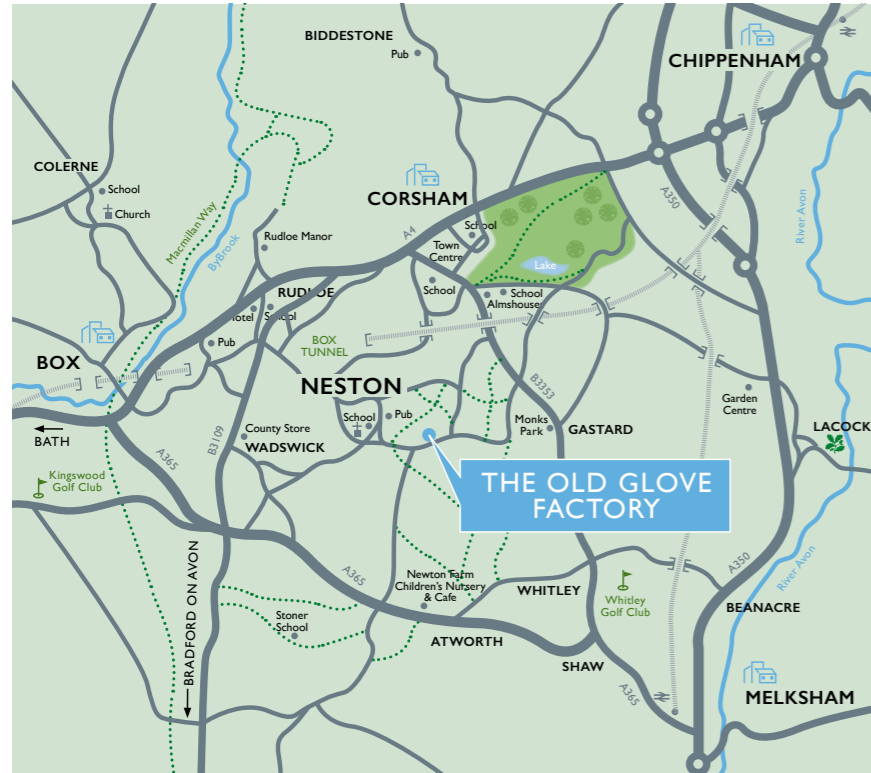 BIDDESTONE
Pub
CHIPPENHAM
COLERNE
School
Church
CORSHAM
A350
River Avon
Macmillan Way
ByBrook
Rudloe Manor
A4
School
Town
Centre
Lake
RUDLOE
School
School
Almshouses
Hotel
School
Pub
BOX
TUNNEL
BOX
NESTON
B3353
Garden
Centre
School
Pub
Monks
Park
GASTARD
LACOCK
BATH
County Store
WADSWICK
B3109
A365
Kingswood
Golf Club
THE OLD GLOVE
FACTORY
BRADFORD ON AVON
A365
Newton Farm
Children's Nursery
& Cafe
WHITLEY
Whitley
Golf Club
A350
River Avon
BEANACRE
Stoner
School
ATWORTH
SHAW
A365
MELKSHAM